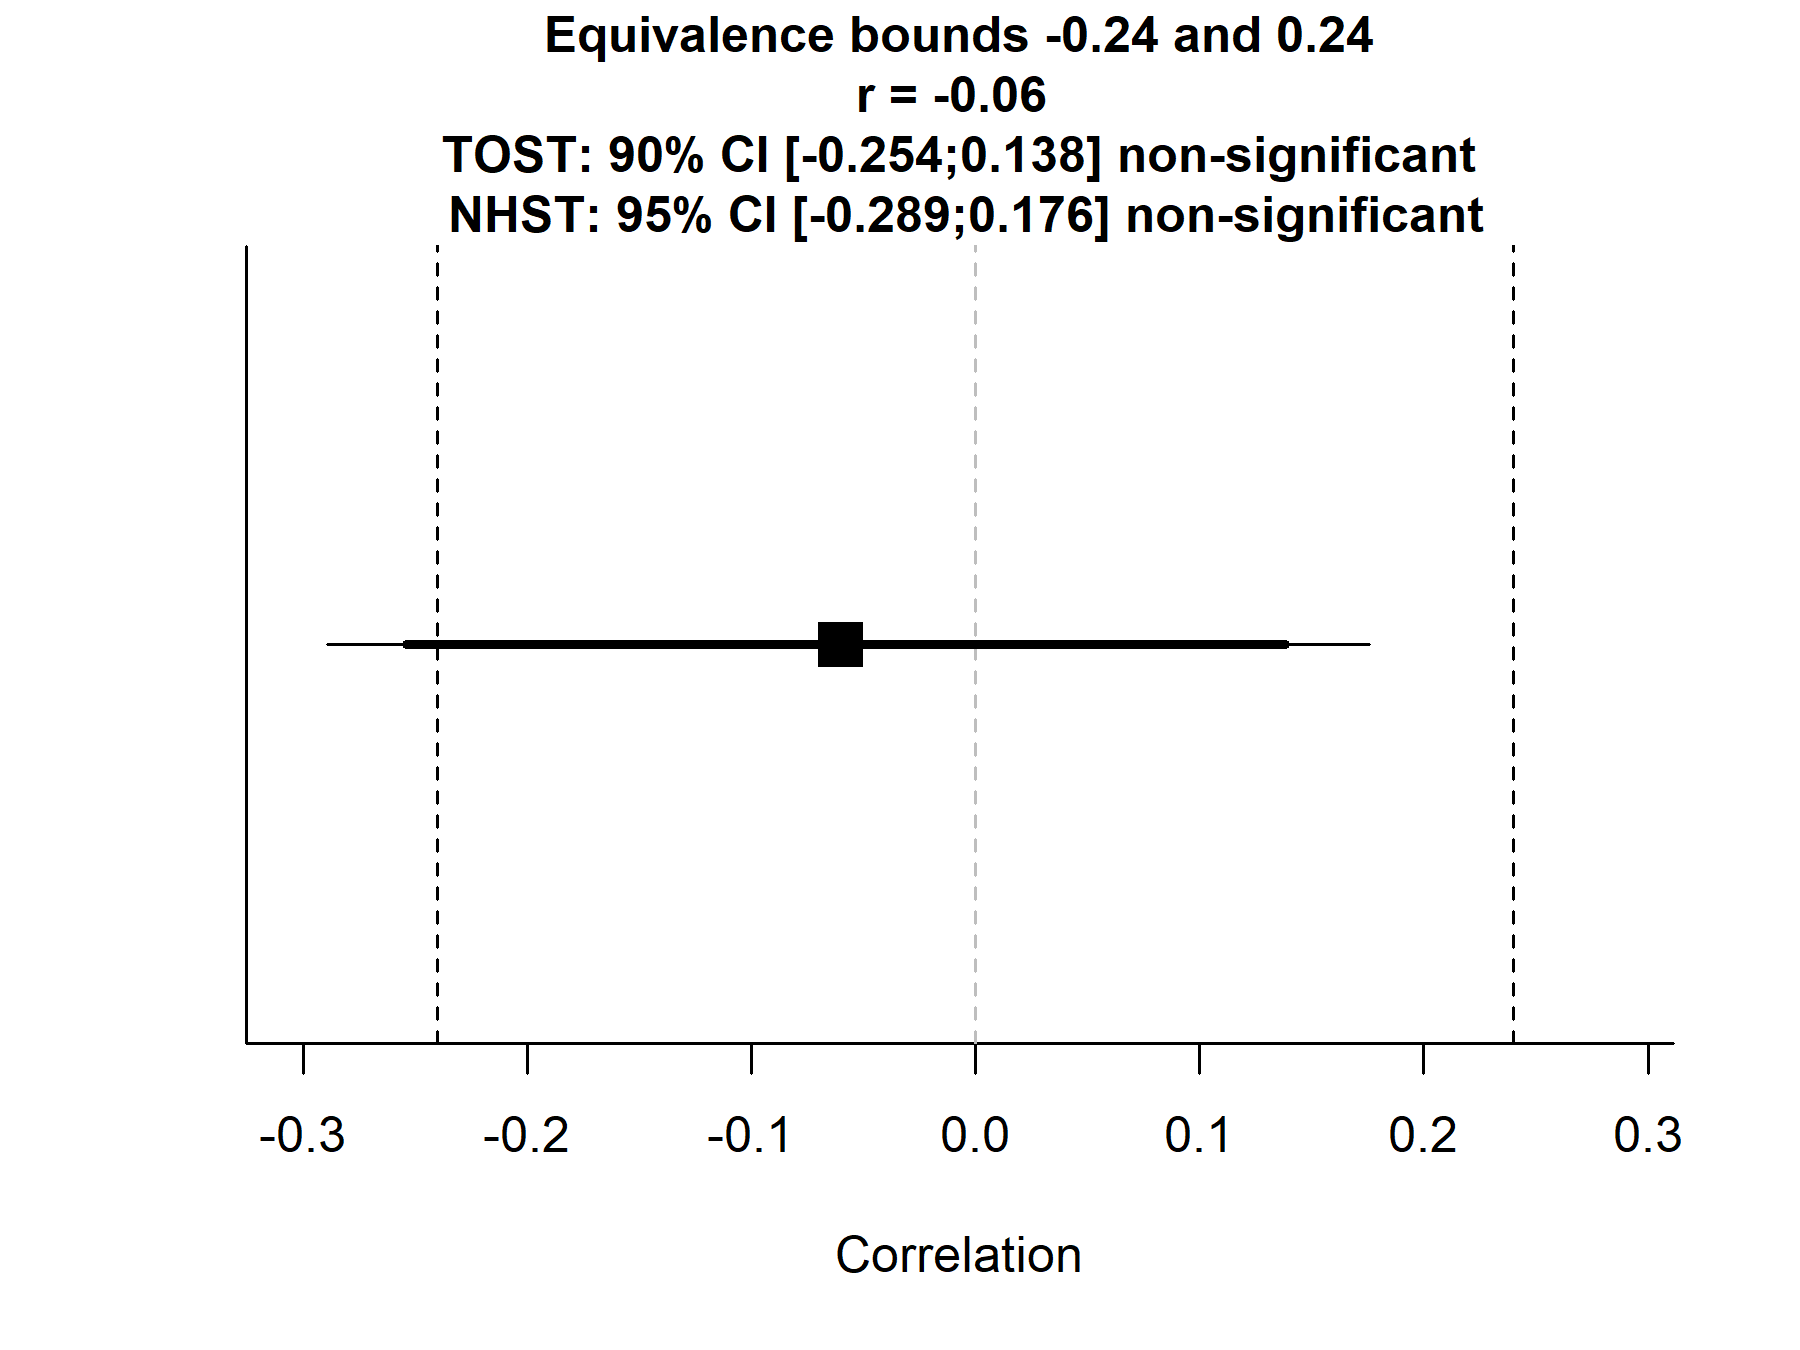 Equivalence bounds -0.24 and 0.24
r = -0.06
TOST: 90% CI [-0.254;0.138] non-significant
NHST: 95% CI [-0.289;0.176] non-significant
-0.3 -0.2 -0.1 0.0 0.1 0.2 0.3
Correlation